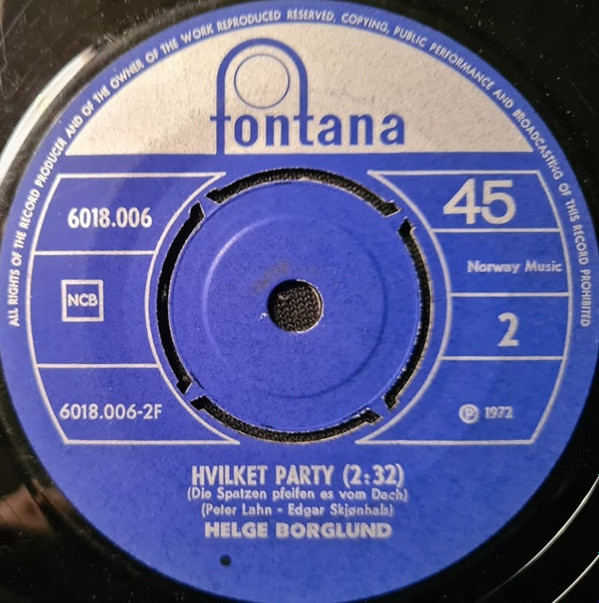 ALL RIGHTS OF THE RECORD PRODUCER AND OF THE OWNER OF THE WORK REPRODUCED RESERVED. COPYING, PUBLIC PERFORMANCE AND BROADCASTING OF THIS RECORD PROHIBITED
fontana
6018.006
45
Norway Music
NCB
2
6018.006-2F
Ⓟ 1972
HVILKET PARTY (2:32)
(Die Spatzen pfeifen es vom Dach)
(Peter Lahn - Edgar Skjønhals)
HELGE BORGLUND